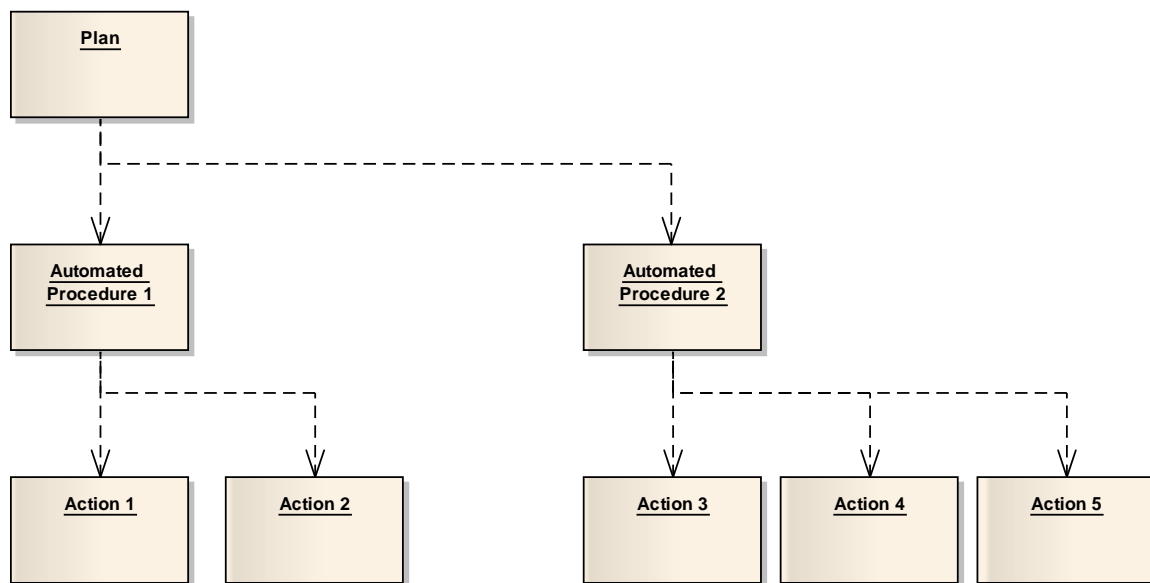 Plan
Automated
Procedure 1
Automated
Procedure 2
Action 1
Action 2
Action 3
Action 4
Action 5